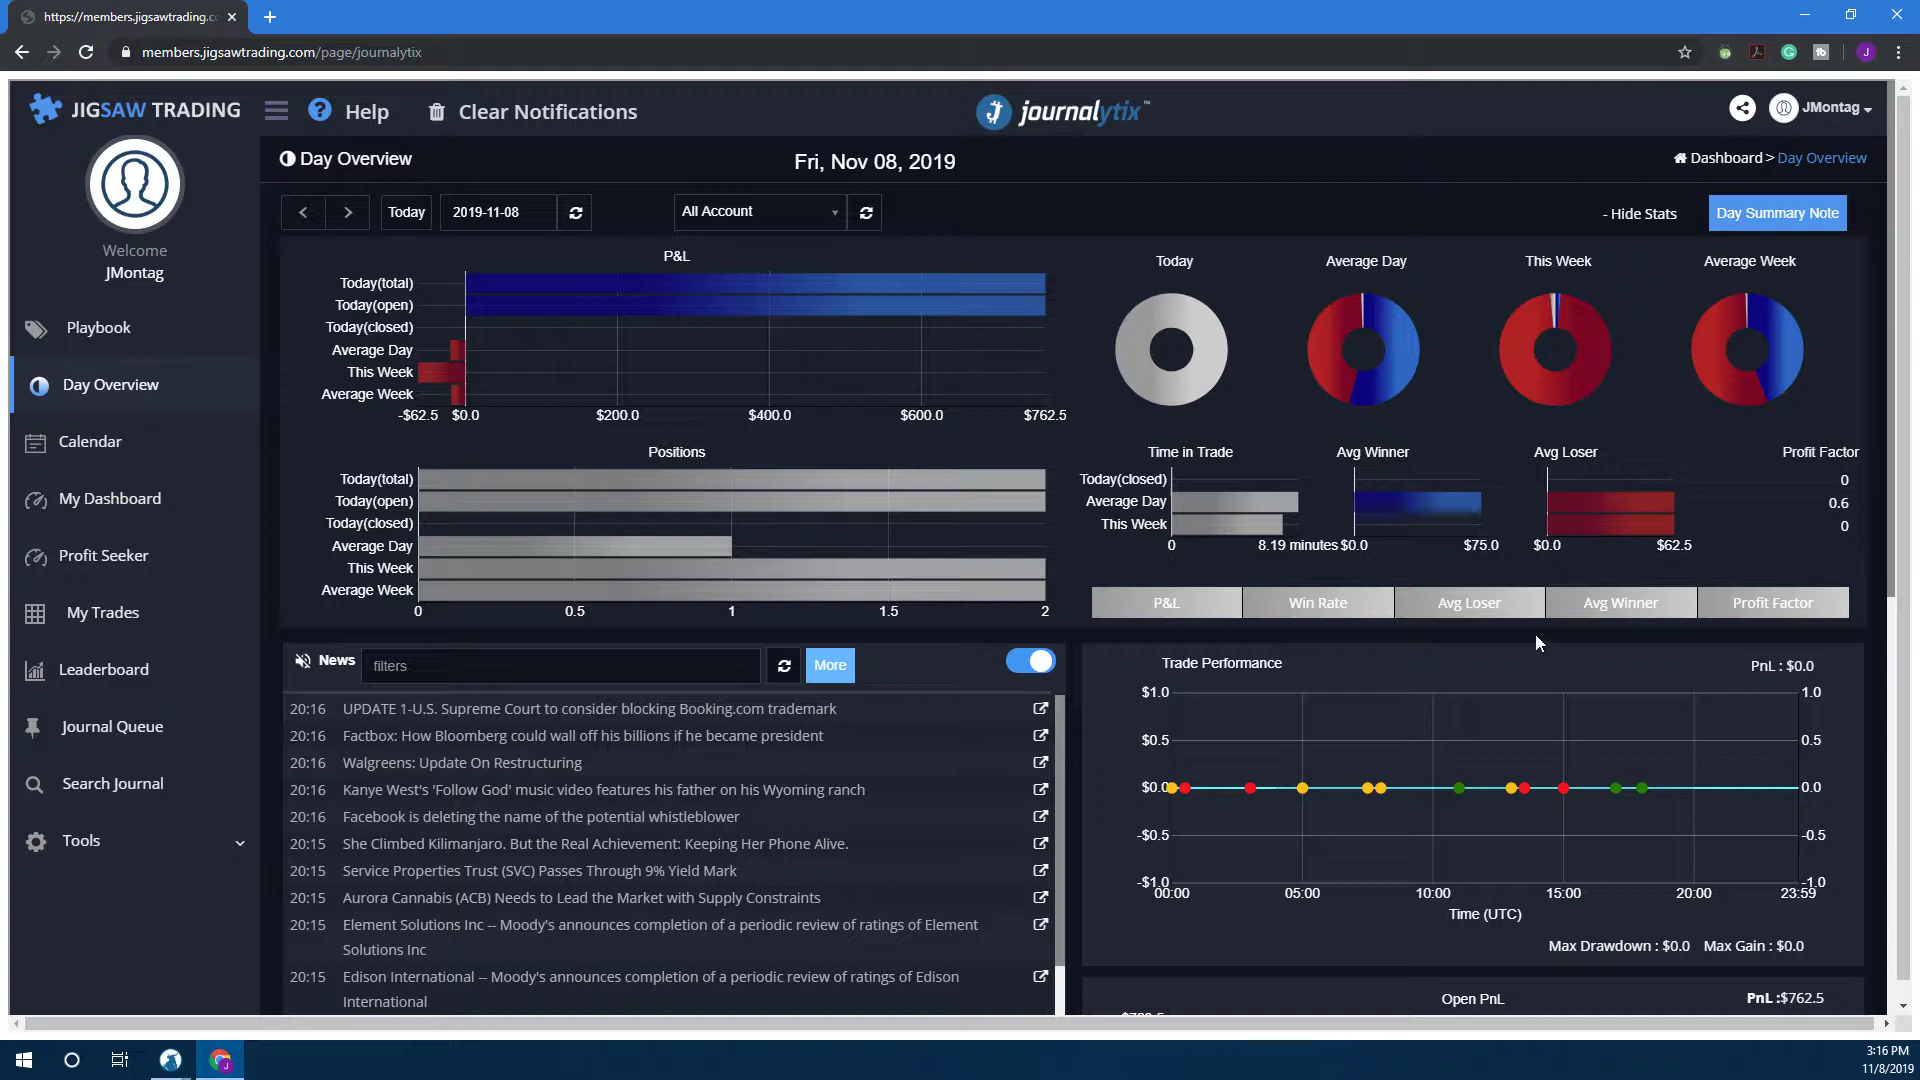 https://members.jigsawtrading.co
members.jigsawtrading.com/page/journalytix
JIGSAW TRADING
Help
Clear Notifications
journalytix™
JMontag
Welcome
JMontag
Playbook
Day Overview
Calendar
My Dashboard
Profit Seeker
My Trades
Leaderboard
Journal Queue
Search Journal
Tools
Day Overview
Fri, Nov 08, 2019
Dashboard > Day Overview
Today
2019-11-08
All Account
- Hide Stats
Day Summary Note
P&L
Today(total)
Today(open)
Today(closed)
Average Day
This Week
Average Week
-$62.5 $0.0 $200.0 $400.0 $600.0 $762.5
Positions
Today(total)
Today(open)
Today(closed)
Average Day
This Week
Average Week
0 0.5 1 1.5 2
Today Average Day This Week Average Week
Time in Trade Avg Winner Avg Loser Profit Factor
Today(closed) 0
Average Day 0.6
This Week 0
0 8.19 minutes $0.0 $75.0 $0.0 $62.5
P&L Win Rate Avg Loser Avg Winner Profit Factor
News
filters
More
20:16 UPDATE 1-U.S. Supreme Court to consider blocking Booking.com trademark
20:16 Factbox: How Bloomberg could wall off his billions if he became president
20:16 Walgreens: Update On Restructuring
20:16 Kanye West's 'Follow God' music video features his father on his Wyoming ranch
20:16 Facebook is deleting the name of the potential whistleblower
20:15 She Climbed Kilimanjaro. But the Real Achievement: Keeping Her Phone Alive.
20:15 Service Properties Trust (SVC) Passes Through 9% Yield Mark
20:15 Aurora Cannabis (ACB) Needs to Lead the Market with Supply Constraints
20:15 Element Solutions Inc -- Moody's announces completion of a periodic review of ratings of Element
Solutions Inc
20:15 Edison International -- Moody's announces completion of a periodic review of ratings of Edison
International
Trade Performance
PnL : $0.0
$1.0 1.0
$0.5 0.5
$0.0 0.0
-$0.5 -0.5
-$1.0 -1.0
00:00 05:00 10:00 15:00 20:00 23:59
Time (UTC)
Max Drawdown : $0.0 Max Gain : $0.0
Open PnL
PnL :$762.5
3:16 PM
11/8/2019